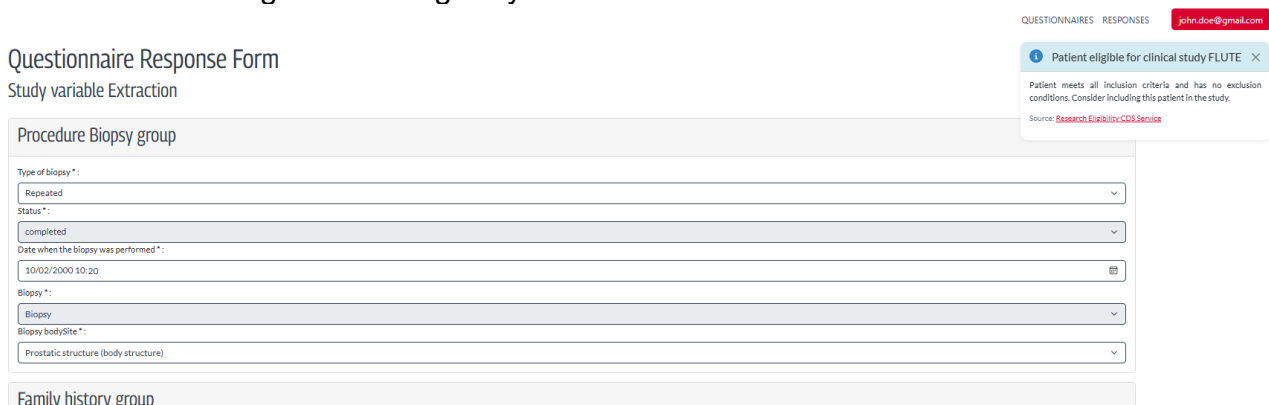 QUESTIONNAIRES RESPONSES john.doe@gmail.com
Questionnaire Response Form
Study variable Extraction
Patient eligible for clinical study FLUTE
Patient meets all inclusion criteria and has no exclusion
conditions. Consider including this patient in the study.
Source: Research Eligibility CDS Service
Procedure Biopsy group
Type of biopsy * :
Repeated
Status * :
completed
Date when the biopsy was performed * :
10/02/2000 10:20
Biopsy * :
Biopsy
Biopsy bodySite * :
Prostatic structure (body structure)
Family history group